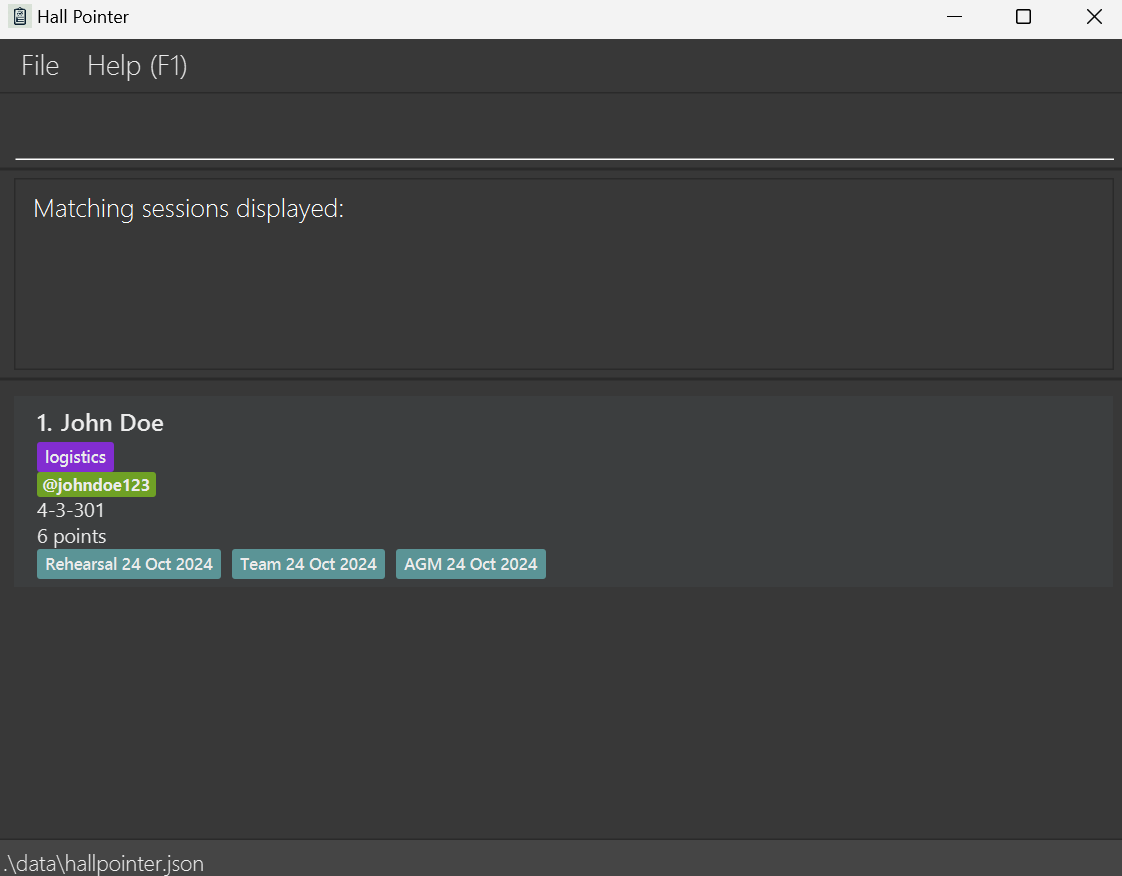 Hall Pointer
File Help (F1)
Matching sessions displayed:
1. John Doe
logistics
@johndoe123
4-3-301
6 points
Rehearsal 24 Oct 2024 Team 24 Oct 2024 AGM 24 Oct 2024
.\data\hallpointer.json